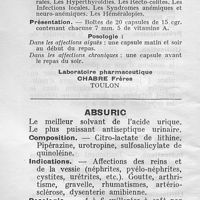 rales. Les Hyperthyroïdies. Les Recto-colites. Les
Infections locales. Les Syndromes anémiques et
neuro-anémiques. Les Héméralopies.
Présentation. — Boîtes de 20 capsules de 15 cgr.
contenant chacune 7 mm. 5 de vitamine A.
Posologie :
Dans les affections aiguës : une capsule matin et soir
au début du repas.
Dans les affections chroniques : une capsule avant
le repas du soir.
Laboratoire pharmaceutique
CHABRE Frères
TOULON
ABSURIC
Le meilleur solvant de l'acide urique.
Le plus puissant antiseptique urinaire.
Composition. — Citro-lactate de lithine,
Pipérazine, urotropine, sulfosalicylate de
quinoléine.
Indications. — Affections des reins et
de la vessie (néphrites, pyélo-néphrites,
cystites, urétrites, etc.). Goutte, arthri-
tisme, gravelle, rhumatismes, artério-
sclérose, dysenterie amibienne.